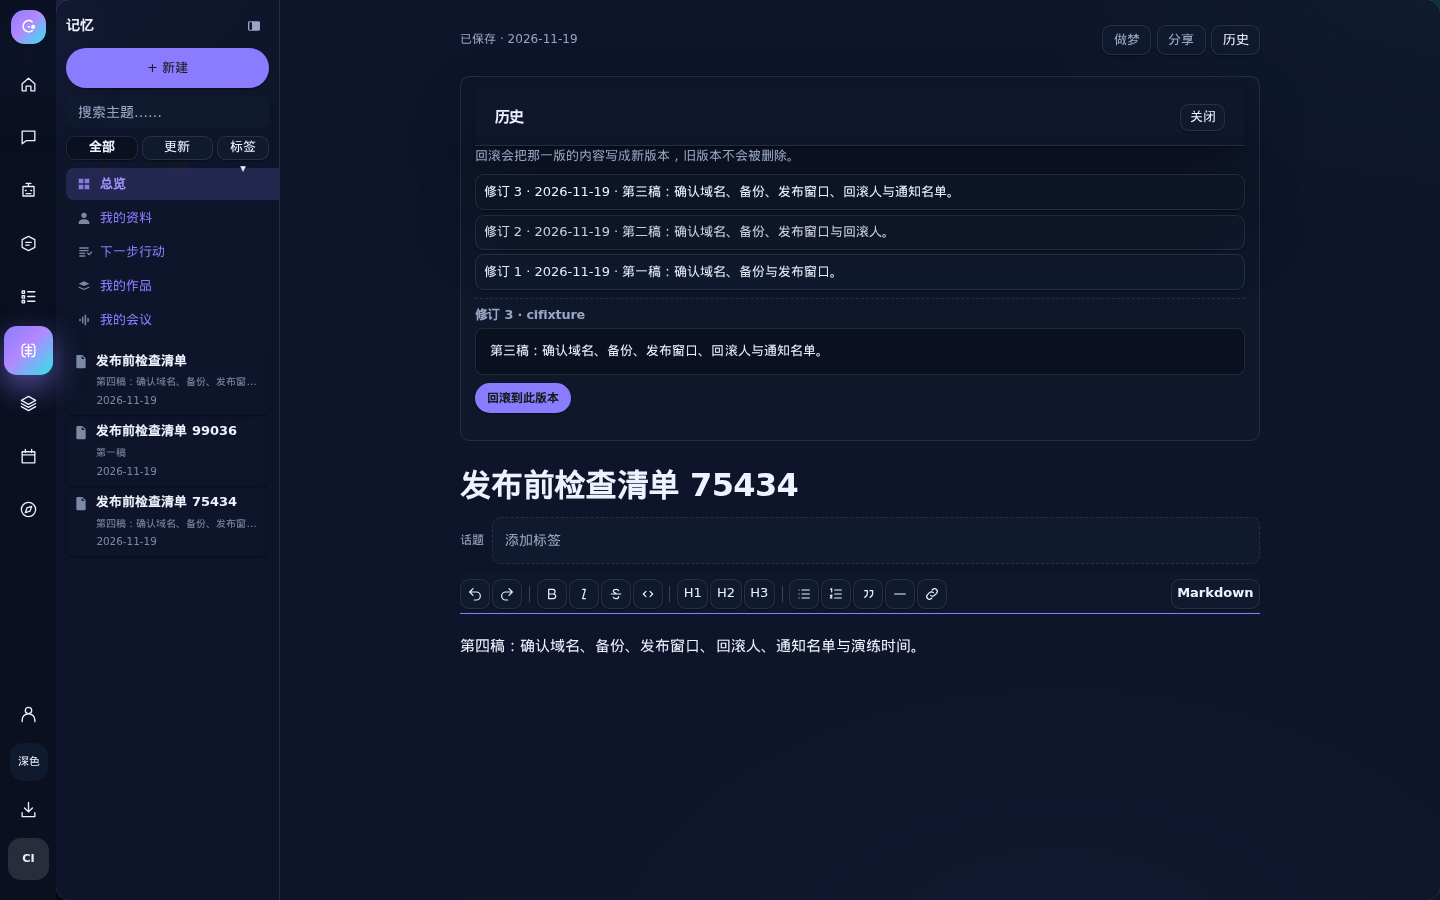 记忆
+ 新建
搜索主题……
全部 更新 标签
▼
总览
我的资料
下一步行动
我的作品
我的会议
发布前检查清单
第四稿：确认域名、备份、发布窗…
2026-11-19
发布前检查清单 99036
第一稿
2026-11-19
发布前检查清单 75434
第四稿：确认域名、备份、发布窗…
2026-11-19
深色
CI
已保存 · 2026-11-19
做梦 分享 历史
历史
关闭
回滚会把那一版的内容写成新版本，旧版本不会被删除。
修订 3 · 2026-11-19 · 第三稿：确认域名、备份、发布窗口、回滚人与通知名单。
修订 2 · 2026-11-19 · 第二稿：确认域名、备份、发布窗口与回滚人。
修订 1 · 2026-11-19 · 第一稿：确认域名、备份与发布窗口。
修订 3 · cifixture
第三稿：确认域名、备份、发布窗口、回滚人与通知名单。
回滚到此版本
发布前检查清单 75434
话题 添加标签
H1 H2 H3 Markdown
第四稿：确认域名、备份、发布窗口、回滚人、通知名单与演练时间。